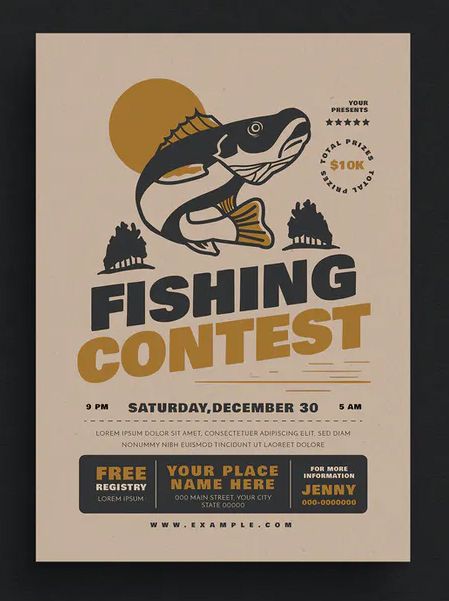 YOUR
PRESENTS
TOTAL PRIZES
$10K
TOTAL PRIZES
FISHING
CONTEST
9 PM SATURDAY,DECEMBER 30 5 AM
LOREM IPSUM DOLOR SIT AMET, CONSECTETUER ADIPISCING ELIT, SED DIAM
NONUMMY NIBH EUISMOD TINCIDUNT UT LAOREET DOLORE
FREE
REGISTRY
LOREM IPSUM
YOUR PLACE
NAME HERE
000 MAIN STREET, YOUR CITY
STATE 00000
FOR MORE
INFORMATION
JENNY
000-0000000
WWW.EXAMPLE.COM